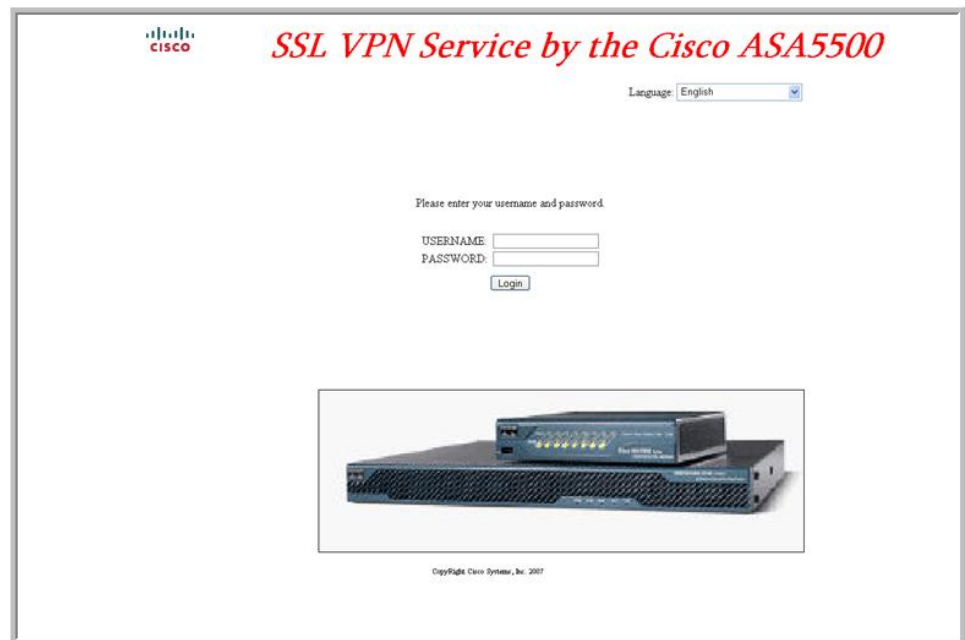 CISCO
SSL VPN Service by the Cisco ASA5500
Language: English
Please enter your username and password.
USERNAME:
PASSWORD:
Login
CopyRight Cisco Systems, Inc. 2007